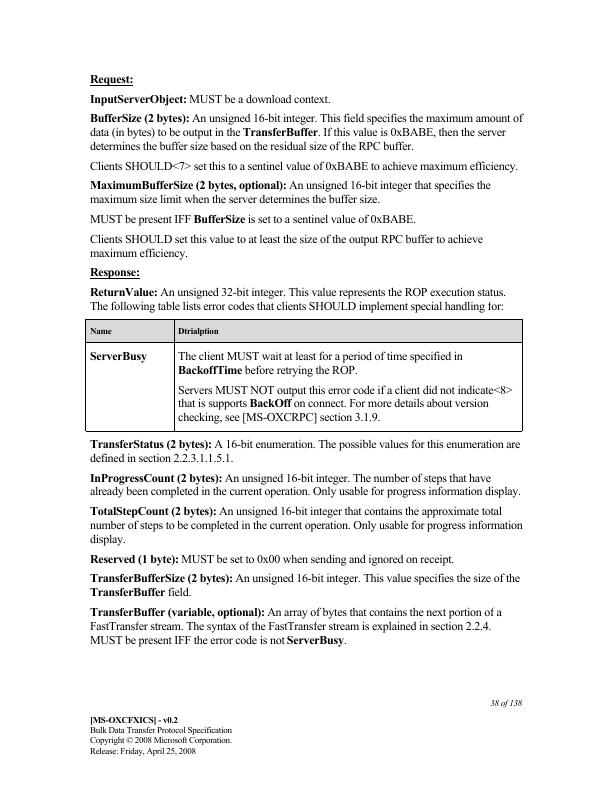 Request:
InputServerObject: MUST be a download context.
BufferSize (2 bytes): An unsigned 16-bit integer. This field specifies the maximum amount of
data (in bytes) to be output in the TransferBuffer. If this value is 0xBABE, then the server
determines the buffer size based on the residual size of the RPC buffer.
Clients SHOULD<7> set this to a sentinel value of 0xBABE to achieve maximum efficiency.
MaximumBufferSize (2 bytes, optional): An unsigned 16-bit integer that specifies the
maximum size limit when the server determines the buffer size.
MUST be present IFF BufferSize is set to a sentinel value of 0xBABE.
Clients SHOULD set this value to at least the size of the output RPC buffer to achieve
maximum efficiency.
Response:
ReturnValue: An unsigned 32-bit integer. This value represents the ROP execution status.
The following table lists error codes that clients SHOULD implement special handling for:
Name Dtrialption
ServerBusy The client MUST wait at least for a period of time specified in
BackoffTime before retrying the ROP.
Servers MUST NOT output this error code if a client did not indicate<8>
that is supports BackOff on connect. For more details about version
checking, see [MS-OXCRPC] section 3.1.9.
TransferStatus (2 bytes): A 16-bit enumeration. The possible values for this enumeration are
defined in section 2.2.3.1.1.5.1.
InProgressCount (2 bytes): An unsigned 16-bit integer. The number of steps that have
already been completed in the current operation. Only usable for progress information display.
TotalStepCount (2 bytes): An unsigned 16-bit integer that contains the approximate total
number of steps to be completed in the current operation. Only usable for progress information
display.
Reserved (1 byte): MUST be set to 0x00 when sending and ignored on receipt.
TransferBufferSize (2 bytes): An unsigned 16-bit integer. This value specifies the size of the
TransferBuffer field.
TransferBuffer (variable, optional): An array of bytes that contains the next portion of a
FastTransfer stream. The syntax of the FastTransfer stream is explained in section 2.2.4.
MUST be present IFF the error code is not ServerBusy.
38 of 138
[MS-OXCFXICS] - v0.2
Bulk Data Transfer Protocol Specification
Copyright © 2008 Microsoft Corporation.
Release: Friday, April 25, 2008